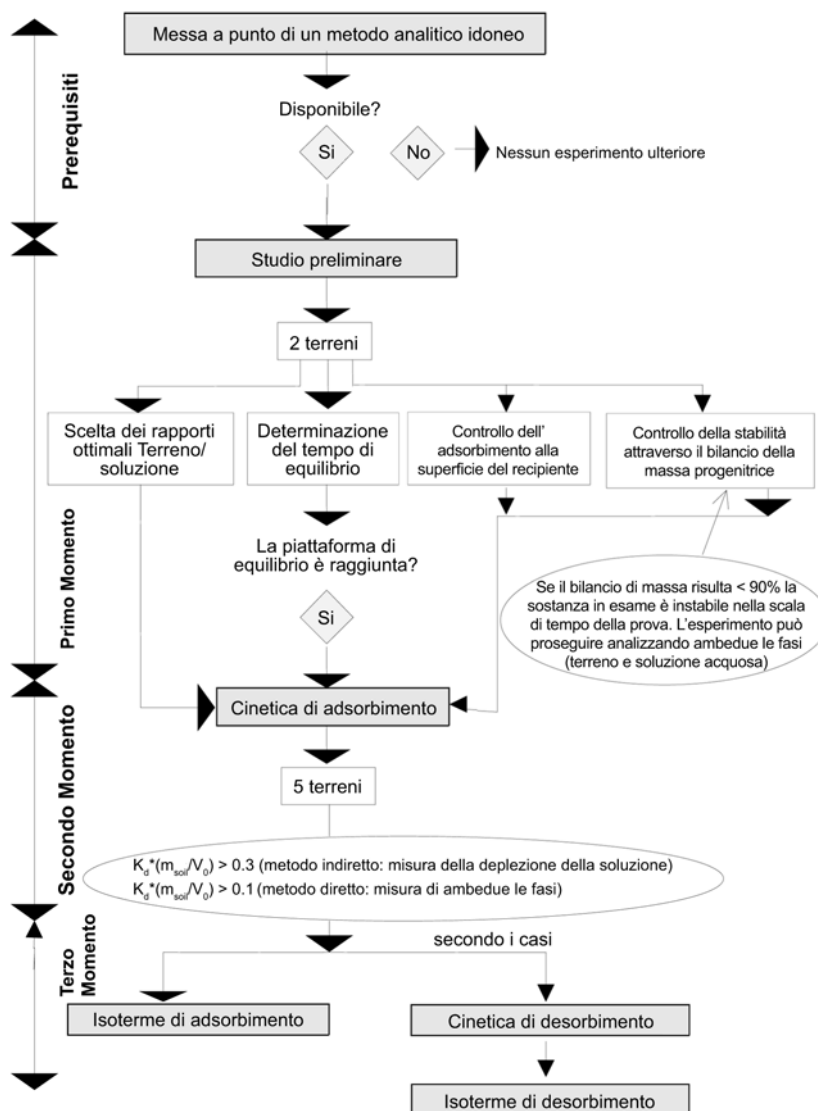 Messa a punto di un metodo analitico idoneo
Disponibile?
Si
No
Nessun esperimento ulteriore
Prerequisiti
Studio preliminare
2 terreni
Scelta dei rapporti
ottimali Terreno/
soluzione
Determinazione
del tempo di
equilibrio
Controllo dell'
adsorbimento alla
superficie del recipiente
Controllo della stabilità
attraverso il bilancio della
massa progenitrice
La piattaforma di
equilibrio è raggiunta?
Si
Se il bilancio di massa risulta < 90% la
sostanza in esame è instabile nella scala
di tempo della prova. L'esperimento può
proseguire analizzando ambedue le fasi
(terreno e soluzione acquosa)
Primo Momento
Cinetica di adsorbimento
5 terreni
K_d*(m_soil/V_0) > 0.3 (metodo indiretto: misura della deplezione della soluzione)
K_d*(m_soil/V_0) > 0.1 (metodo diretto: misura di ambedue le fasi)
Secondo Momento
secondo i casi
Terzo
Momento
Isoterme di adsorbimento
Cinetica di desorbimento
Isoterme di desorbimento